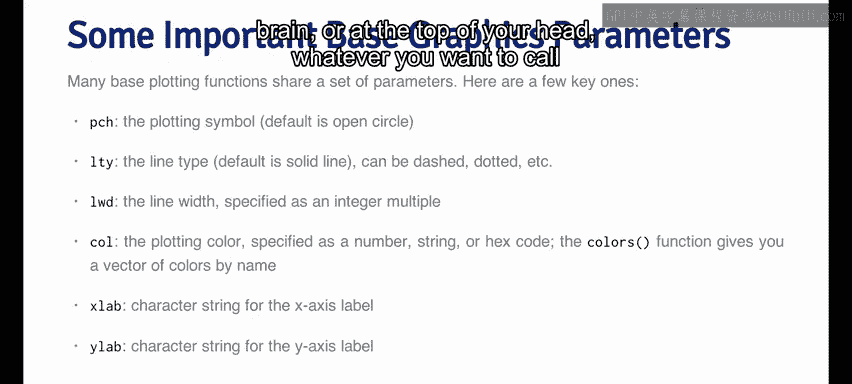 Some Important Base Graphics Parameters
brain, or at the top of your head,
whatever you want to call
Many base plotting functions share a set of parameters. Here are a few key ones:
· pch: the plotting symbol (default is open circle)
· lty: the line type (default is solid line), can be dashed, dotted, etc.
· lwd: the line width, specified as an integer multiple
· col: the plotting color, specified as a number, string, or hex code; the colors() function gives you
a vector of colors by name
· xlab: character string for the x-axis label
· ylab: character string for the y-axis label